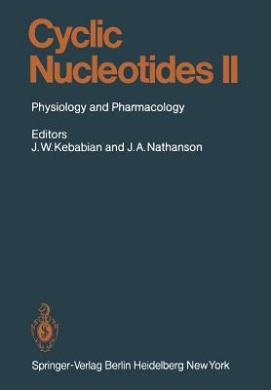 Cyclic
Nucleotides II
Physiology and Pharmacology
Editors
J.W. Kebabian and J.A. Nathanson
Springer-Verlag Berlin Heidelberg New York